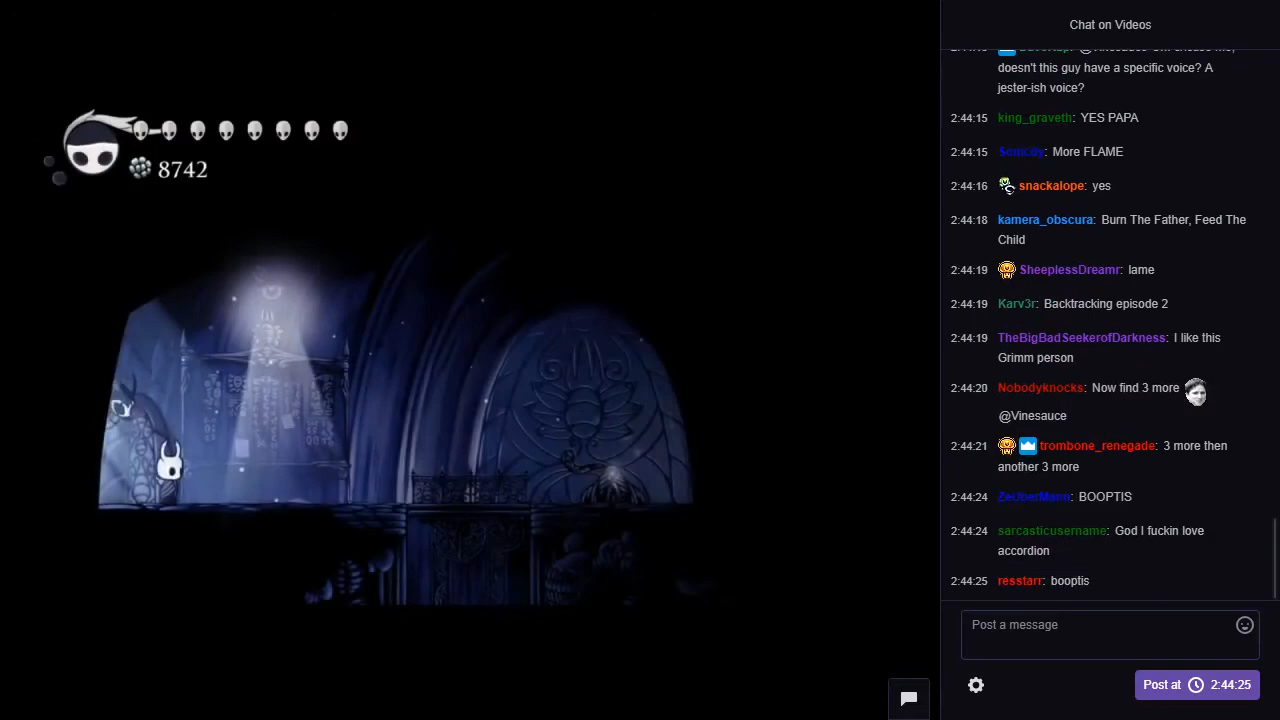 Chat on Videos
doesn't this guy have a specific voice? A
jester-ish voice?
2:44:15 king_graveth: YES PAPA
2:44:15 More FLAME
2:44:16 snackalope: yes
2:44:18 kamera_obscura: Burn The Father, Feed The
Child
2:44:19 SheeplessDreamr: lame
2:44:19 Karv3r: Backtracking episode 2
2:44:19 TheBigBadSeekerofDarkness: I like this
Grimm person
2:44:20 Nobodyknocks: Now find 3 more
@Vinesauce
2:44:21 trombone_renegade: 3 more then
another 3 more
2:44:24 ZeUberMann: BOOPTIS
2:44:24 sarcasticusername: God I fuckin love
accordion
2:44:25 resstarr: booptis
8742
Post a message
Post at 2:44:25